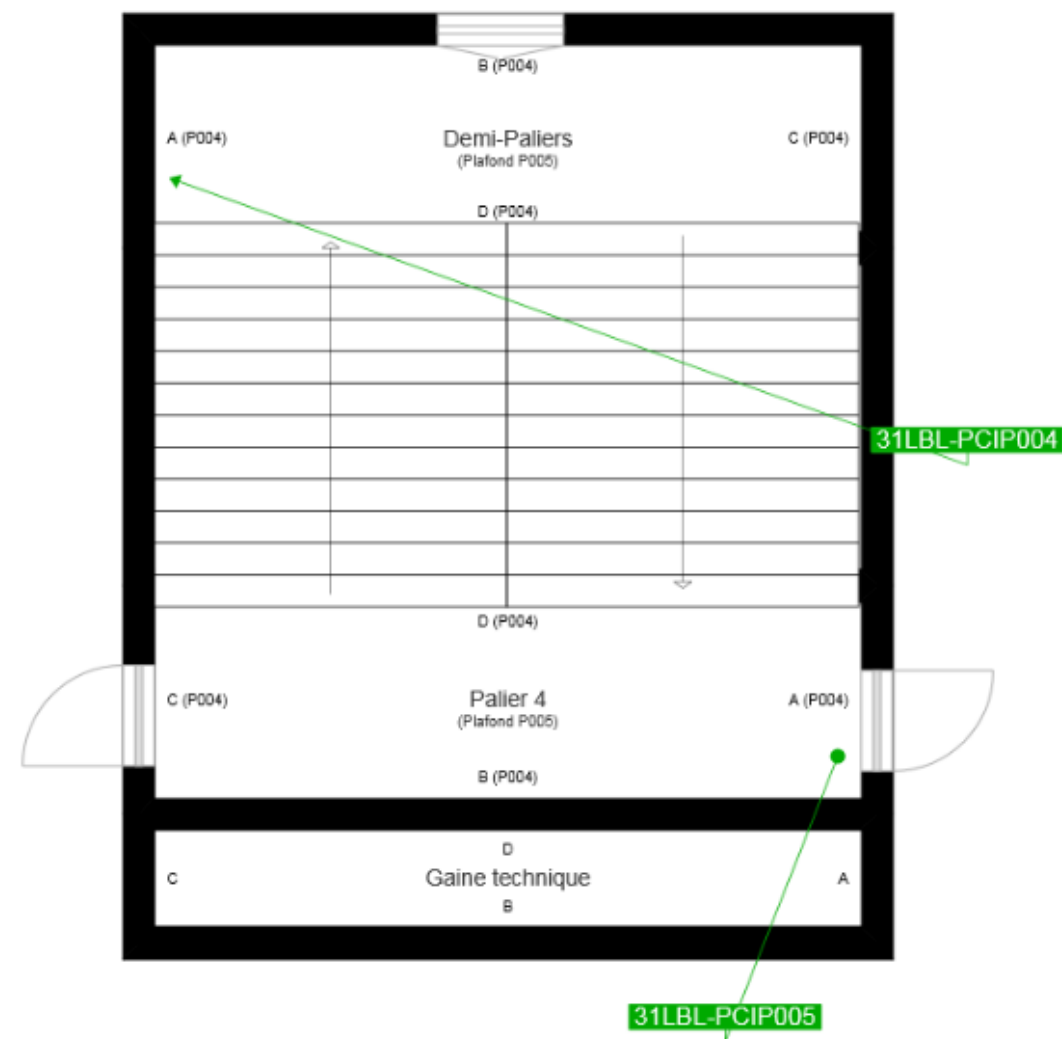 B (P004)
A (P004)
Demi-Paliers
C (P004)
(Plafond P005)
D (P004)
31LBL-PCIP004
D (P004)
C (P004)
Palier 4
A (P004)
(Plafond P005)
B (P004)
D
C
Gaine technique
A
B
31LBL-PCIP005